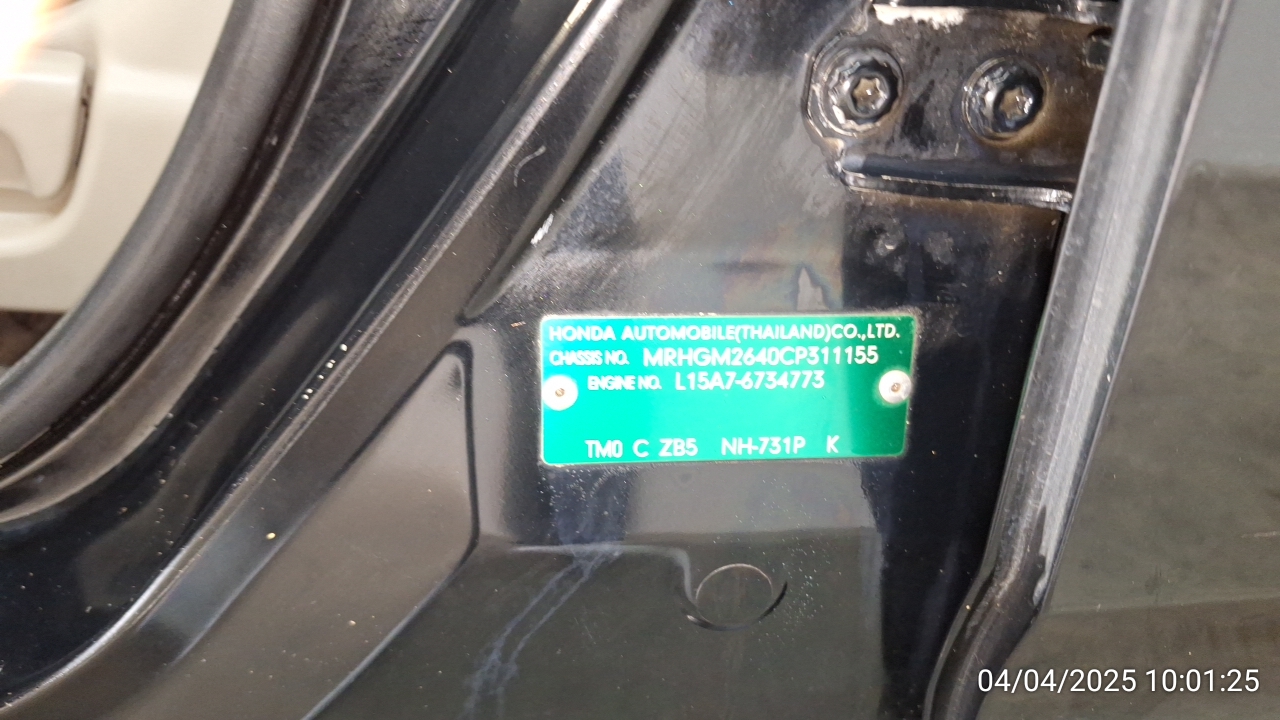 HONDA AUTOMOBILE(THAILAND)CO.,LTD.
CHASSIS NO. MRHGM2640CP311155
ENGINE NO. L15A7-6734773
TM0 C ZB5 NH-731P K
04/04/2025 10:01:25